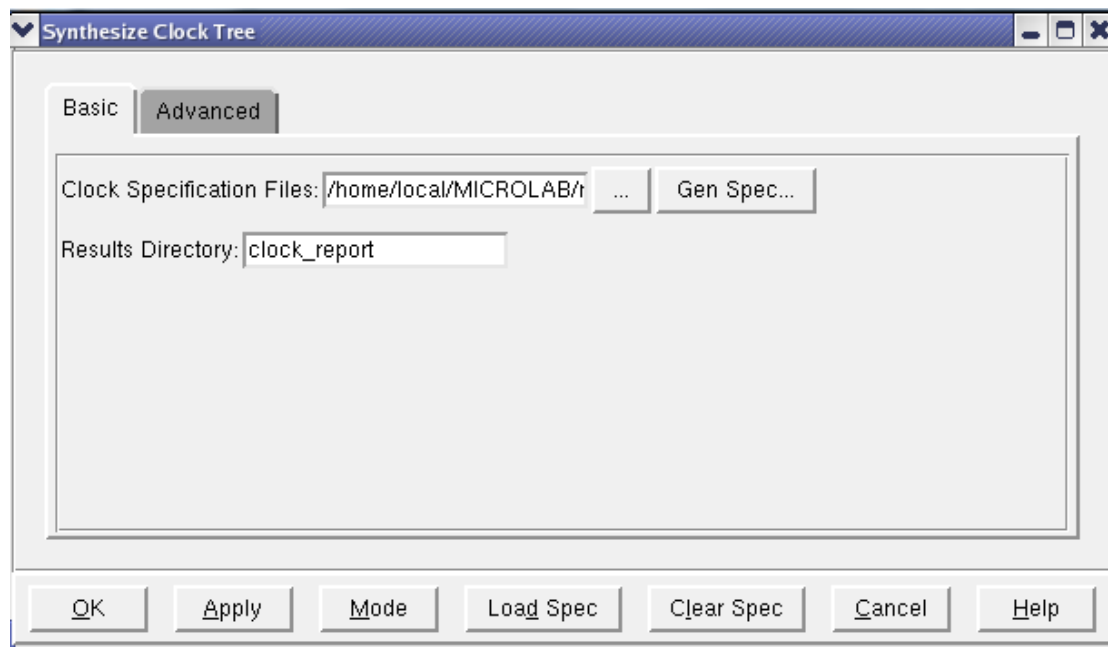 Synthesize Clock Tree
Basic Advanced
Clock Specification Files: /home/local/MICROLAB/ ... Gen Spec...
Results Directory: clock_report
OK Apply Mode Load Spec Clear Spec Cancel Help